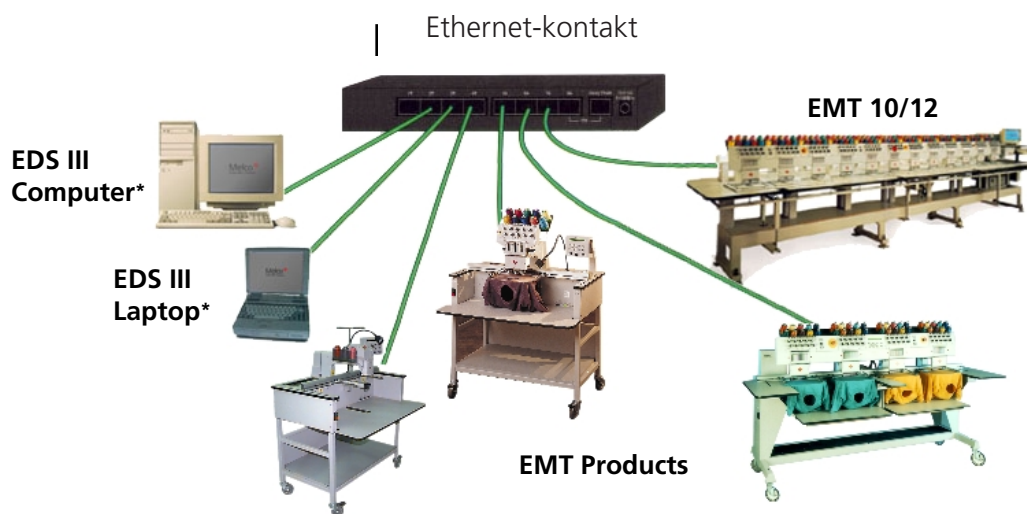 Ethernet-kontakt
EMT 10/12
EDS III
Computer*
EDS III
Laptop*
EMT Products